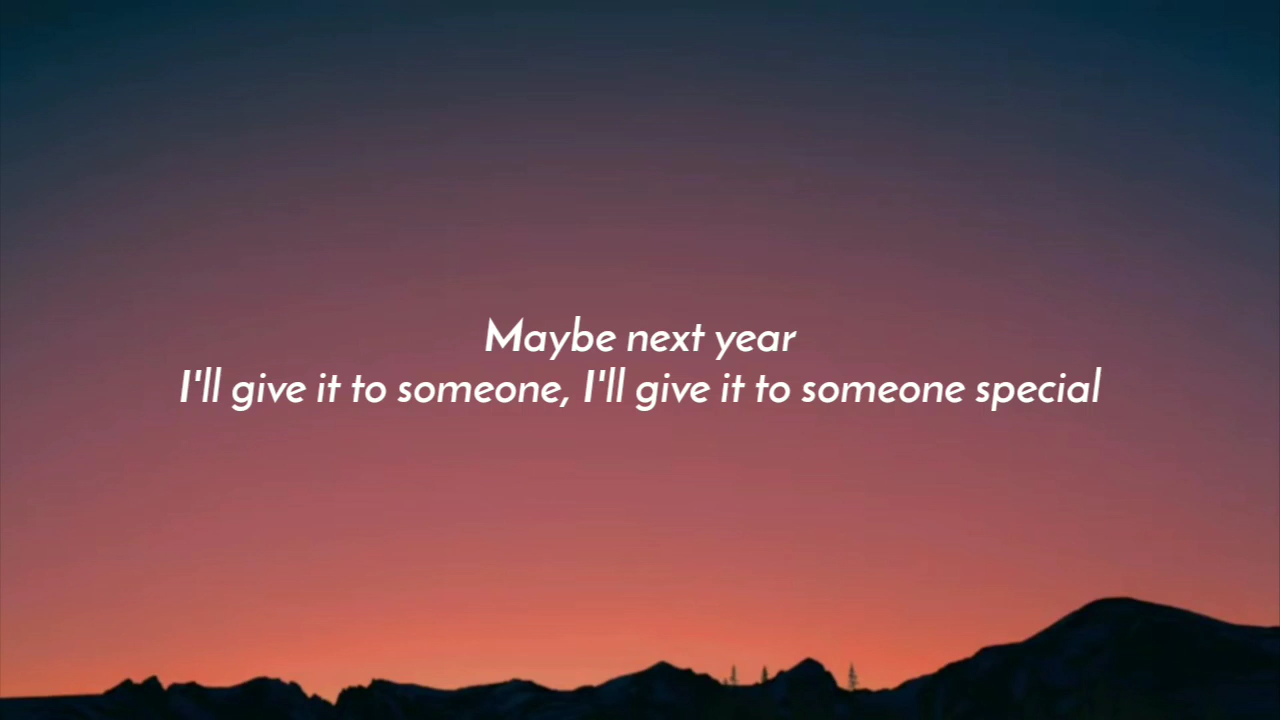 Maybe next year
I'll give it to someone, I'll give it to someone special